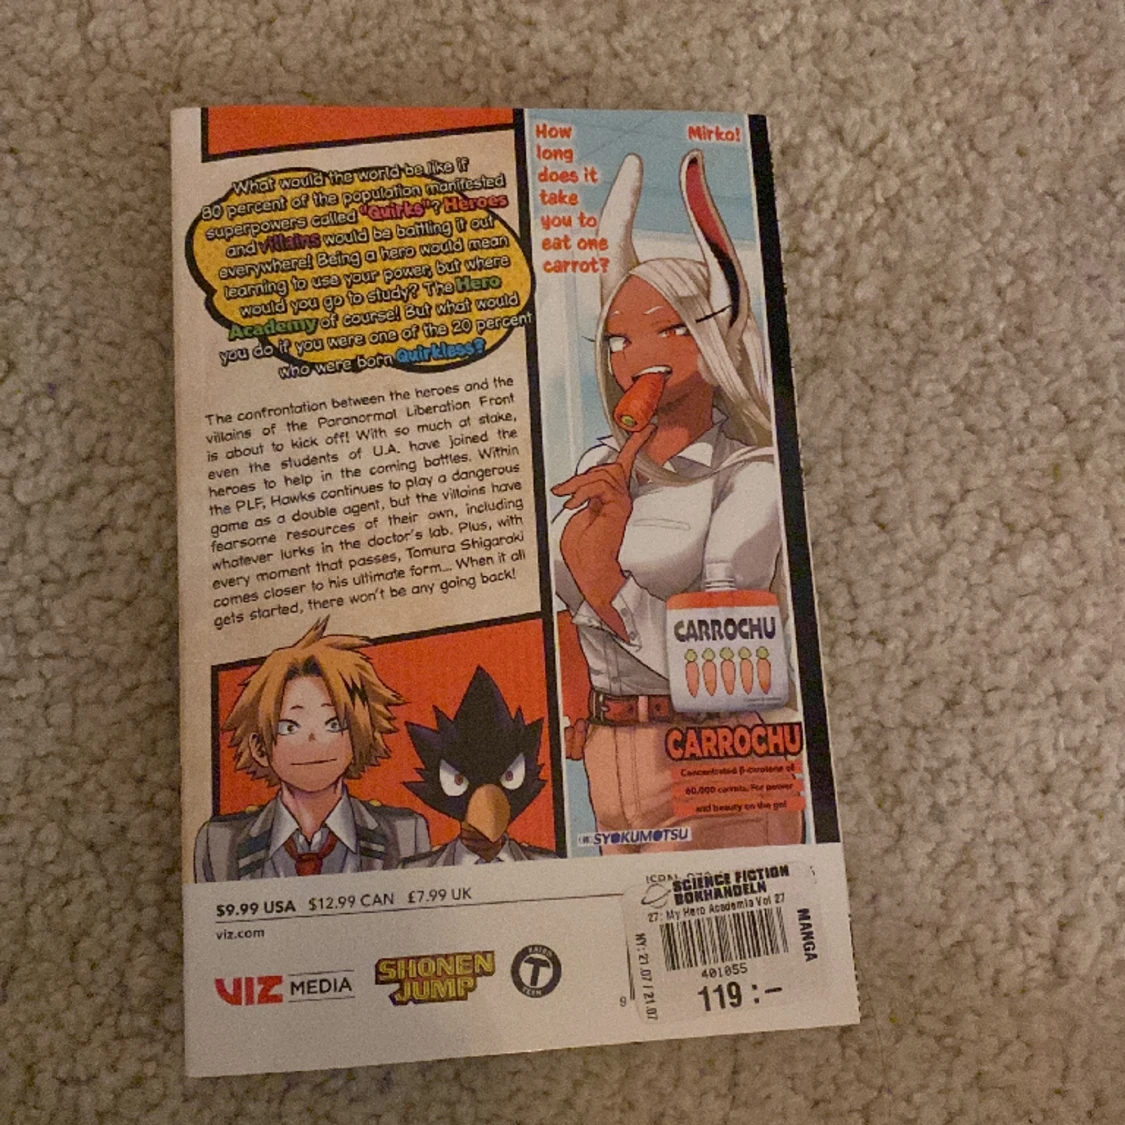 What would the world be like if
80 percent of the population manifested
superpowers called "Quirks"? Heroes
and villains would be battling it out
everywhere! Being a hero would mean
learning to use your power, but where
would you go to study? The Hero
Academy of course! But what would
you do if you were one of the 20 percent
who were born Quirkless?
The confrontation between the heroes and the
villains of the Paranormal Liberation Front
is about to kick off! With so much at stake,
even the students of U.A. have joined the
heroes to help in the coming battles. Within
the PLF, Hawks continues to play a dangerous
game as a double agent, but the villains have
fearsome resources of their own, including
whatever lurks in the doctor's lab. Plus, with
every moment that passes, Tomura Shigaraki
comes closer to his ultimate form... When it all
gets started, there won't be any going back!
How
long
does it
take
you to
eat one
carrot?
Mirko!
CARROCHU
CARROCHU
Concentrated β-carotene of
60,000 carrots. For power
and beauty on the go!
SYOKUMOTSU
$9.99 USA $12.99 CAN £7.99 UK
viz.com
VIZ MEDIA
SHONEN
JUMP
RATED
T
TEEN
SCIENCE FICTION
BOKHANDELN
27: My Hero Academia Vol 27
401055
119 :-
MANGA
NY: 21.07 / 21.07
9